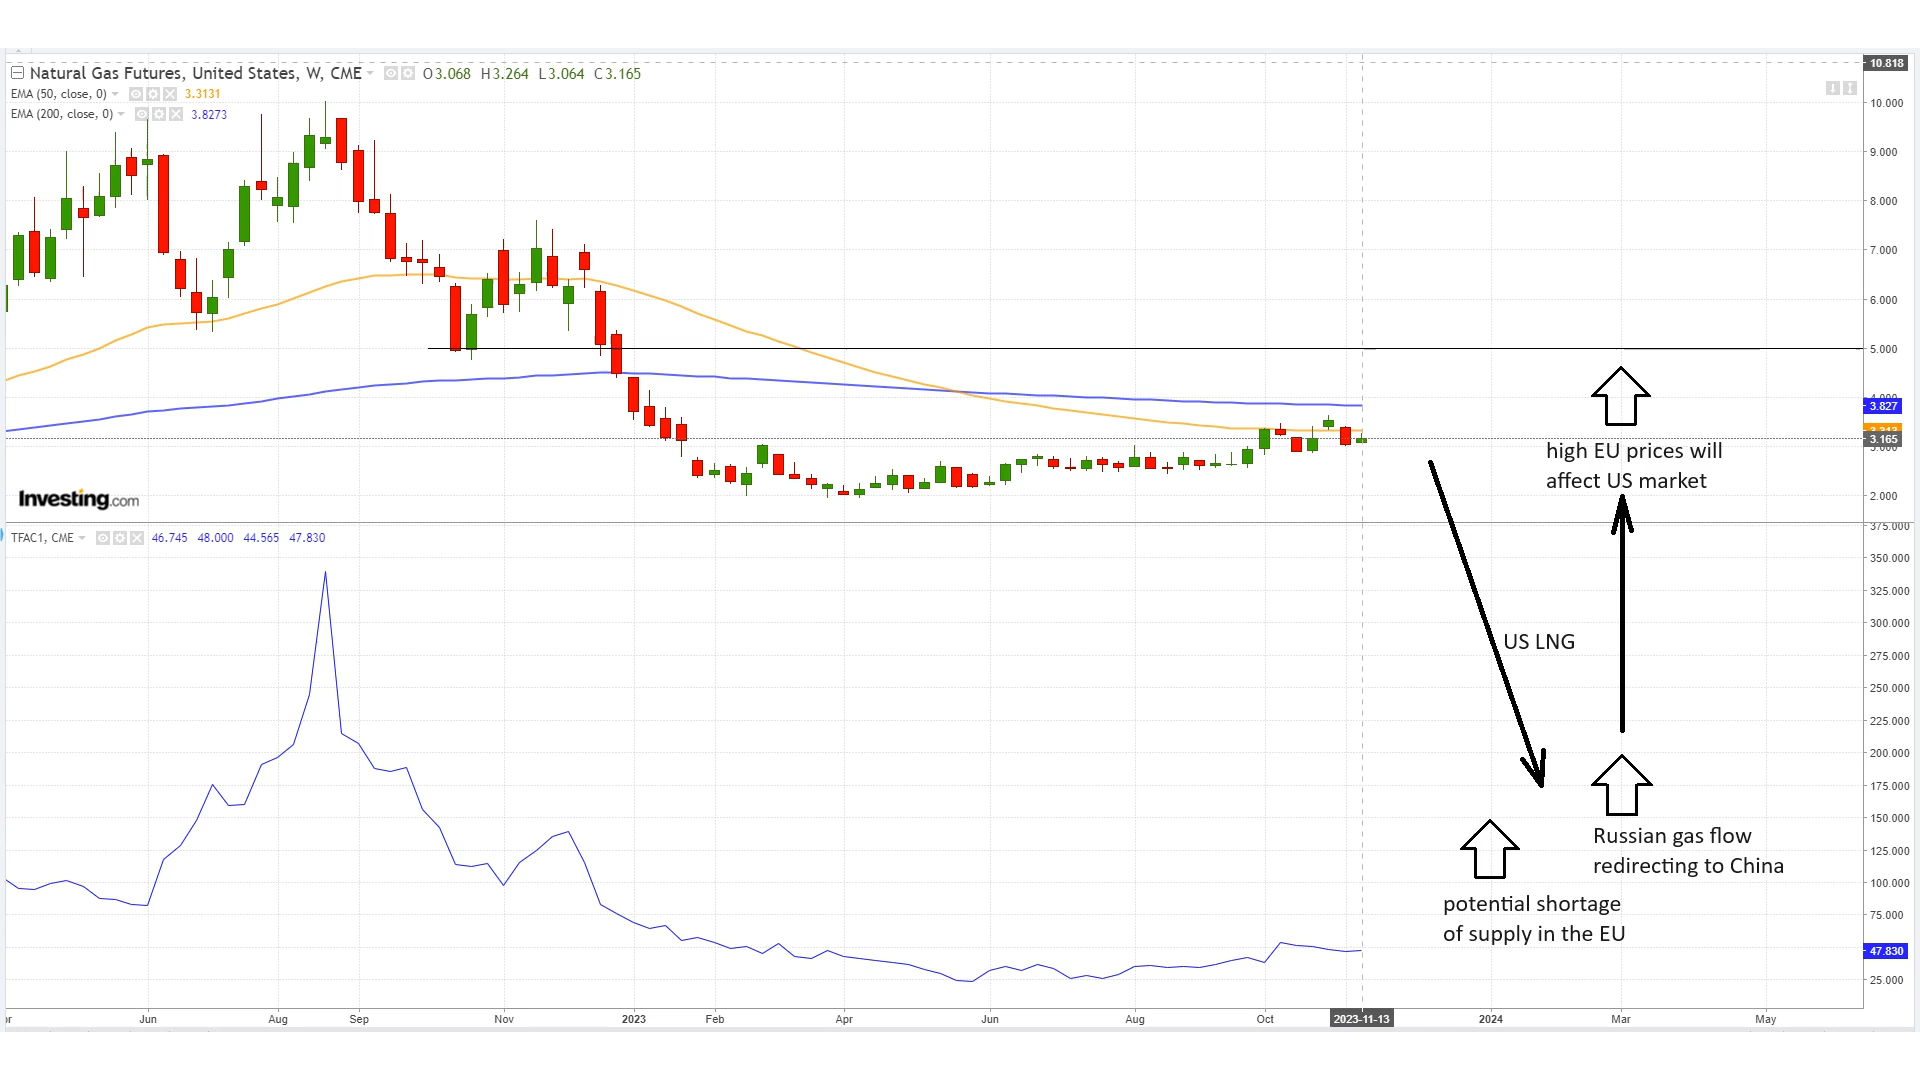 Natural Gas Futures, United States, W, CME O3.068 H3.264 L3.064 C3.165
EMA (50, close, 0) 3.3131
EMA (200, close, 0) 3.8273
10.818
10.000
9.000
8.000
7.000
6.000
5.000
4.000
3.827
3.313
3.165
3.000
2.000
high EU prices will
affect US market
Investing.com
TFAC1, CME 46.745 48.000 44.565 47.830
375.000
350.000
325.000
300.000
275.000
250.000
225.000
200.000
175.000
150.000
125.000
100.000
75.000
47.830
25.000
US LNG
Russian gas flow
redirecting to China
potential shortage
of supply in the EU
Jun Aug Sep Nov 2023 Feb Apr Jun Aug Oct 2023-11-13 2024 Mar May